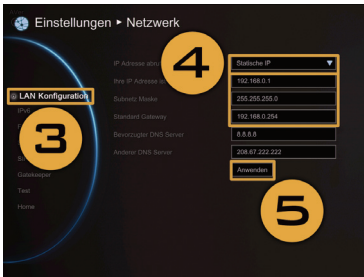 Einstellungen ▸ Netzwerk
4
IP Adresse Statische IP
Ihre IP Adresse 192.168.0.1
LAN Konfiguration
Subnetz Maske 255.255.255.0
IPv6
Standard Gateway 192.168.0.254
3
Bevorzugter DNS Server 8.8.8.8
Anderer DNS Server 208.67.222.222
Anwenden
Gatekeeper
5
Test
Home